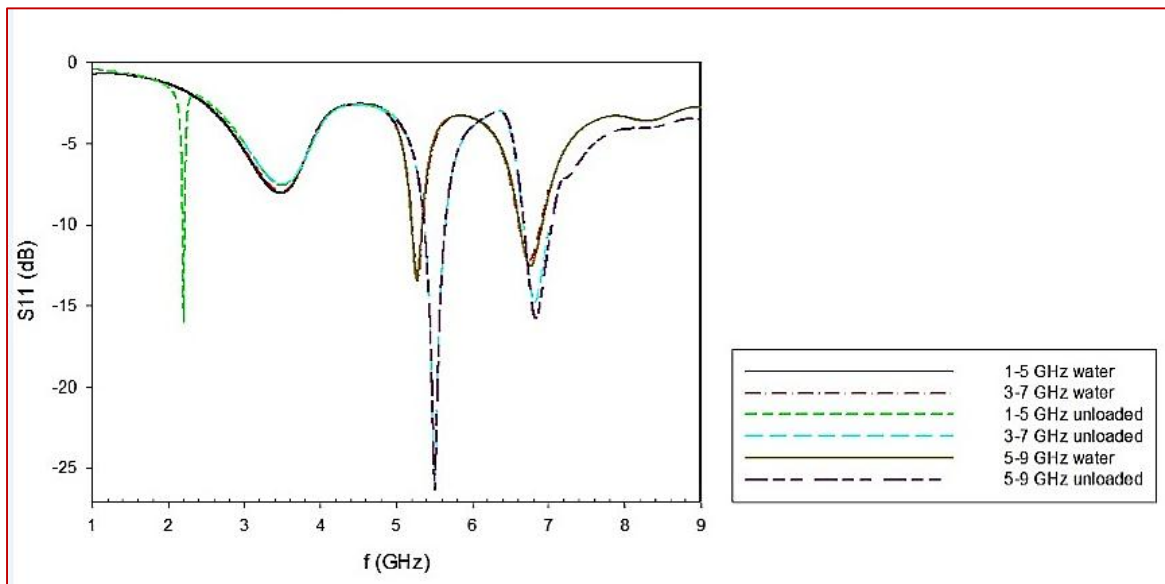 0
-5
-10
-15
-20
-25
S11 (dB)
1 2 3 4 5 6 7 8 9
f (GHz)
1-5 GHz water
3-7 GHz water
1-5 GHz unloaded
3-7 GHz unloaded
5-9 GHz water
5-9 GHz unloaded